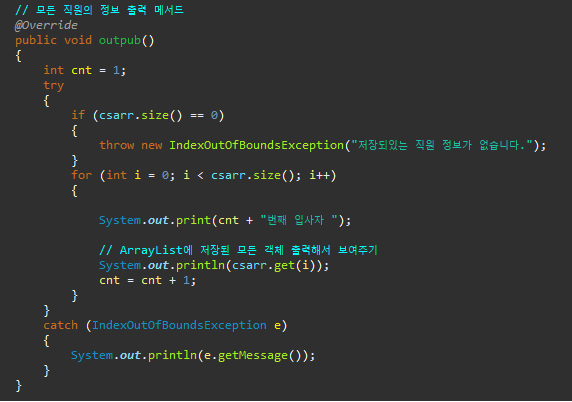 // 모든 직원의 정보 출력 메서드
@Override
public void outpub()
{
    int cnt = 1;
    try
    {
        if (csarr.size() == 0)
        {
            throw new IndexOutOfBoundsException("저장되있는 직원 정보가 없습니다.");
        }
        for (int i = 0; i < csarr.size(); i++)
        {
            System.out.print(cnt + "번째 입사자 ");
            // ArrayList에 저장된 모든 객체 출력해서 보여주기
            System.out.println(csarr.get(i));
            cnt = cnt + 1;
        }
    }
    catch (IndexOutOfBoundsException e)
    {
        System.out.println(e.getMessage());
    }
}